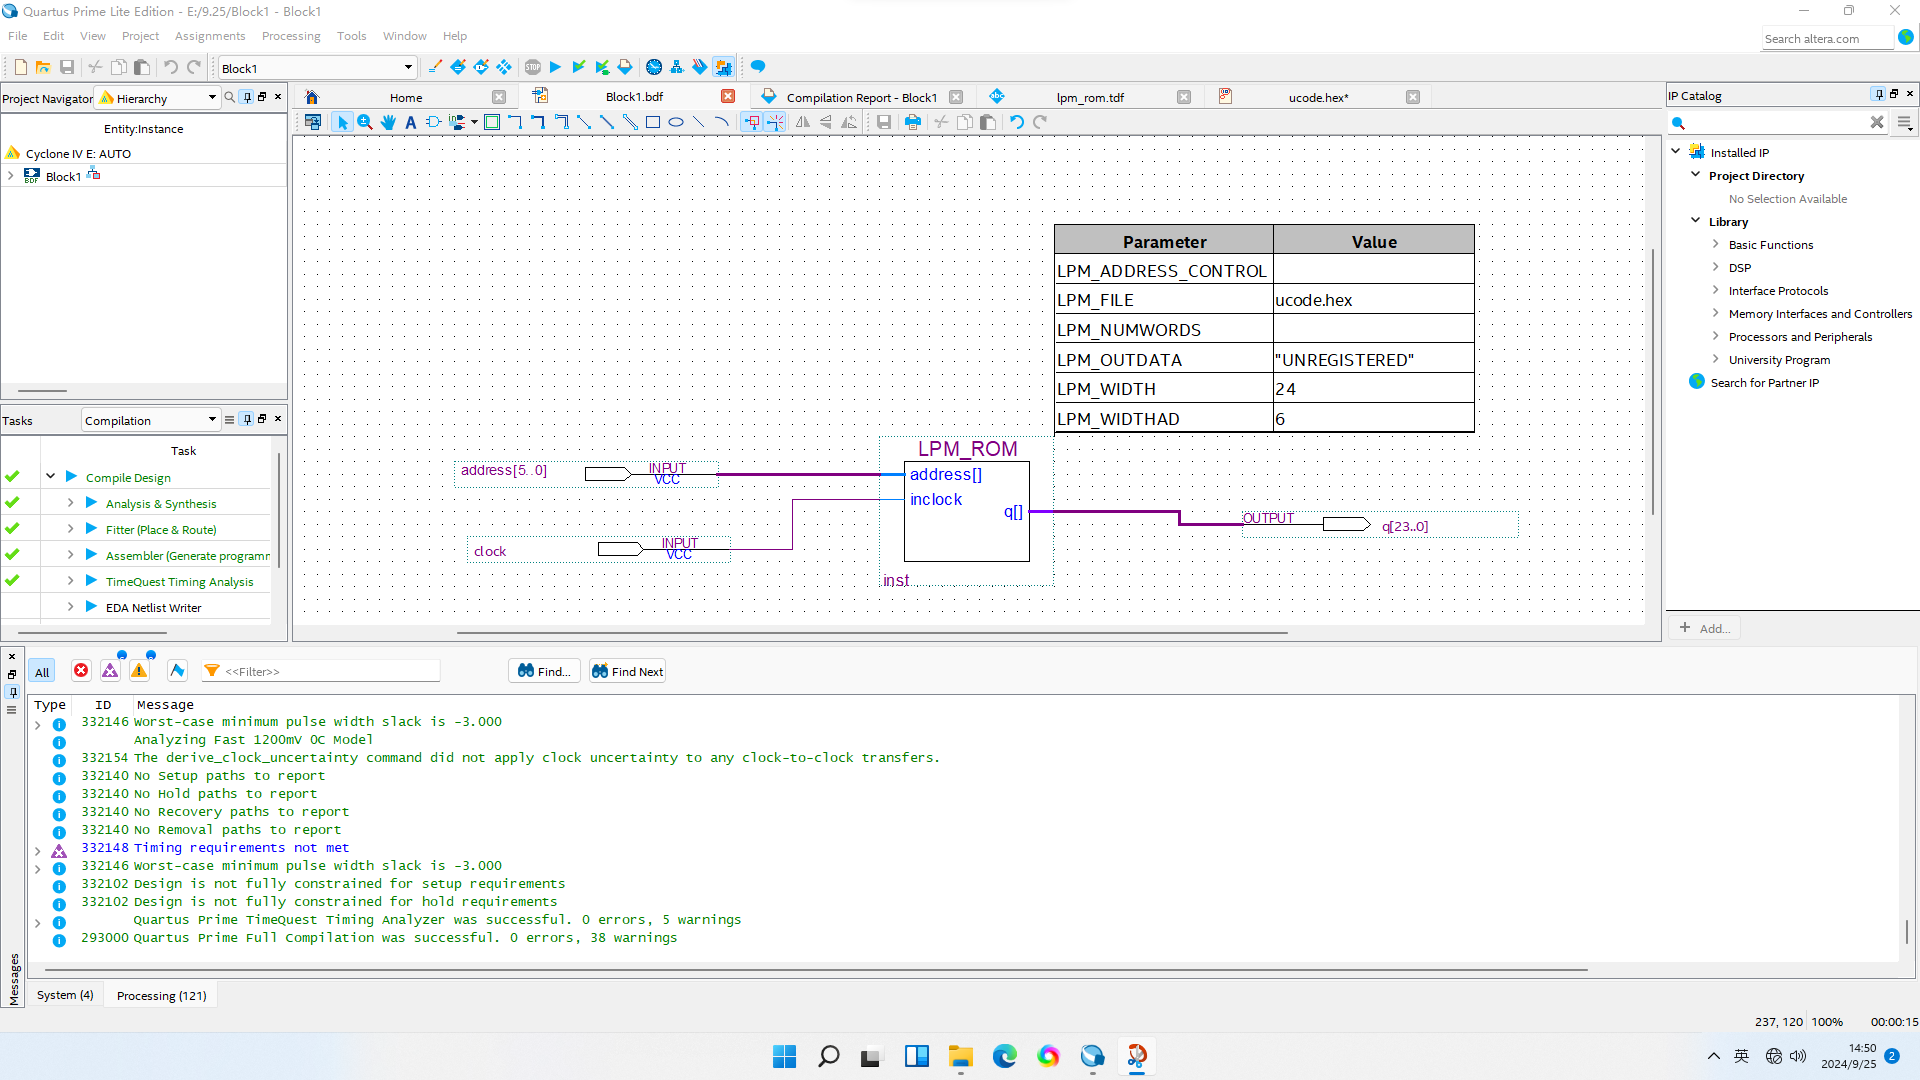 Quartus Prime Lite Edition - E:/9.25/Block1 - Block1
File Edit View Project Assignments Processing Tools Window Help
Search altera.com
Block1
Project Navigator Hierarchy
Entity:Instance
Cyclone IV E: AUTO
Block1
Tasks Compilation
Task
Compile Design
Analysis & Synthesis
Fitter (Place & Route)
Assembler (Generate programm
TimeQuest Timing Analysis
EDA Netlist Writer
Home
Block1.bdf
Compilation Report - Block1
lpm_rom.tdf
ucode.hex*
Parameter Value
LPM_ADDRESS_CONTROL
LPM_FILE ucode.hex
LPM_NUMWORDS
LPM_OUTDATA "UNREGISTERED"
LPM_WIDTH 24
LPM_WIDTHAD 6
LPM_ROM
address[5..0] INPUT VCC
address[]
inclock
q[]
OUTPUT q[23..0]
clock INPUT VCC
inst
IP Catalog
Installed IP
Project Directory
No Selection Available
Library
Basic Functions
DSP
Interface Protocols
Memory Interfaces and Controllers
Processors and Peripherals
University Program
Search for Partner IP
+ Add...
All <<Filter>> Find... Find Next
Type ID Message
332146 Worst-case minimum pulse width slack is -3.000
Analyzing Fast 1200mV 0C Model
332154 The derive_clock_uncertainty command did not apply clock uncertainty to any clock-to-clock transfers.
332140 No Setup paths to report
332140 No Hold paths to report
332140 No Recovery paths to report
332140 No Removal paths to report
332148 Timing requirements not met
332146 Worst-case minimum pulse width slack is -3.000
332102 Design is not fully constrained for setup requirements
332102 Design is not fully constrained for hold requirements
Quartus Prime TimeQuest Timing Analyzer was successful. 0 errors, 5 warnings
293000 Quartus Prime Full Compilation was successful. 0 errors, 38 warnings
Messages
System (4) Processing (121)
237, 120 100% 00:00:15
英
14:50
2024/9/25
2